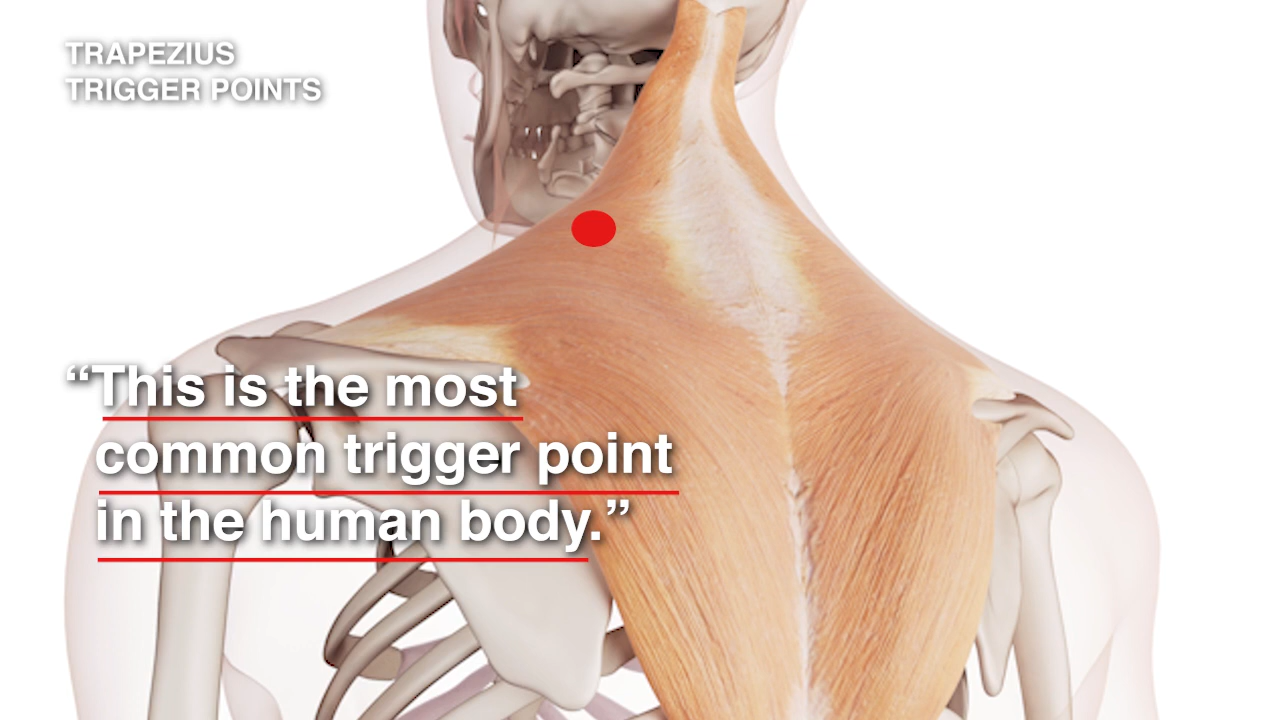 TRAPEZIUS
TRIGGER POINTS
“This is the most
common trigger point
in the human body.”